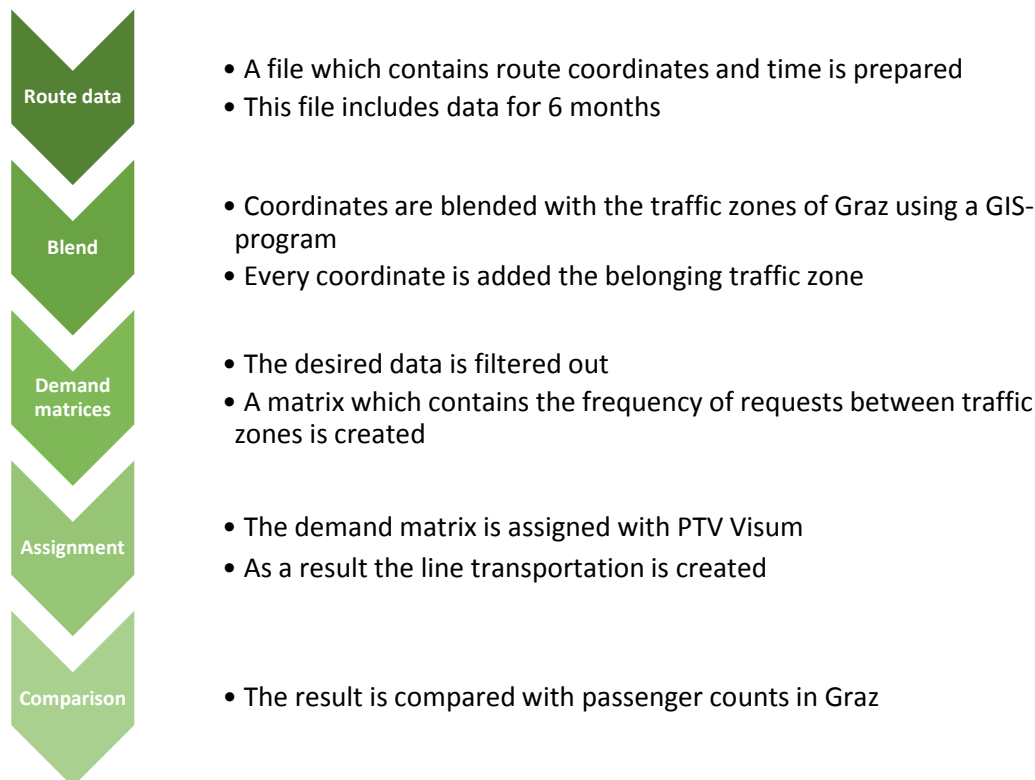 Route data
• A file which contains route coordinates and time is prepared
• This file includes data for 6 months
Blend
• Coordinates are blended with the traffic zones of Graz using a GIS-
program
• Every coordinate is added the belonging traffic zone
Demand
matrices
• The desired data is filtered out
• A matrix which contains the frequency of requests between traffic
zones is created
Assignment
• The demand matrix is assigned with PTV Visum
• As a result the line transportation is created
Comparison
• The result is compared with passenger counts in Graz